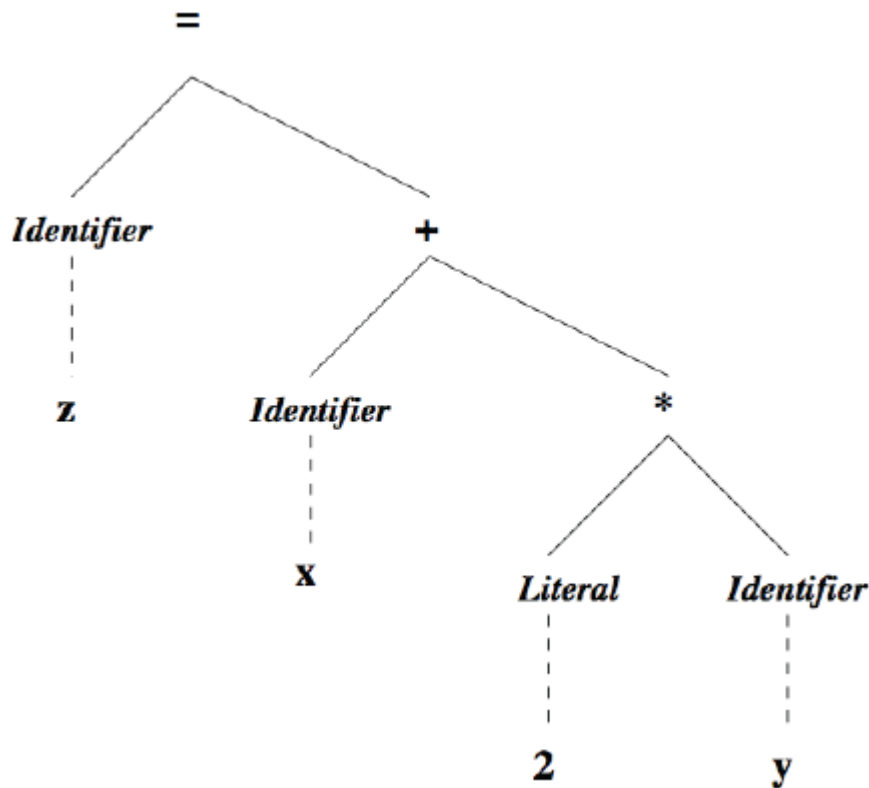 =
Identifier +
z Identifier *
x Literal Identifier
2 y